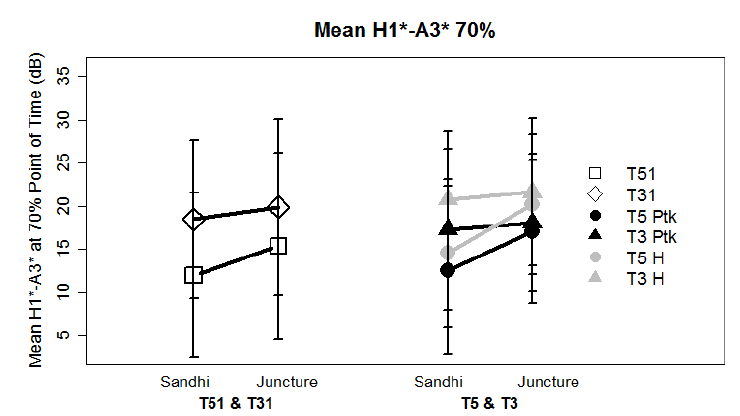 Mean H1*-A3* 70%
Mean H1*-A3* at 70% Point of Time (dB)
35
30
25
20
15
10
5
T51
T31
T5 Ptk
T3 Ptk
T5 H
T3 H
Sandhi Juncture Sandhi Juncture
T51 & T31 T5 & T3